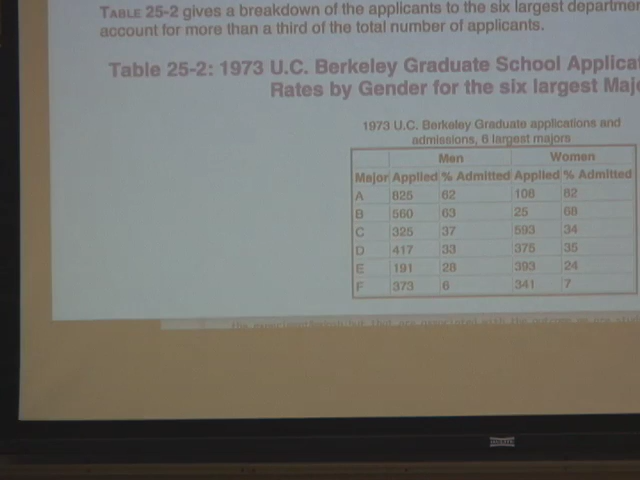 TABLE 25-2 gives a breakdown of the applicants to the six largest departmen
account for more than a third of the total number of applicants.
Table 25-2: 1973 U.C. Berkeley Graduate School Applicat
Rates by Gender for the six largest Majo
1973 U.C. Berkeley Graduate applications and
admissions, 6 largest majors
Men Women
Major Applied % Admitted Applied % Admitted
A 825 62 108 82
B 560 63 25 68
C 325 37 593 34
D 417 33 375 35
E 191 28 393 24
F 373 6 341 7